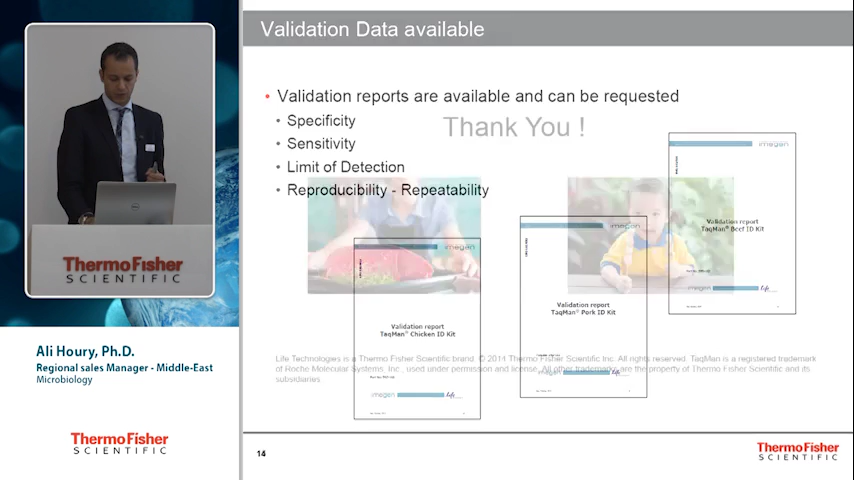 Validation Data available
• Validation reports are available and can be requested
• Specificity
• Sensitivity
• Limit of Detection
• Reproducibility - Repeatability
Thank You !
imegen
Validation report
TaqMan® Beef ID Kit
imegen life
imegen
Validation report
TaqMan® Pork ID Kit
imegen life
imegen
Validation report
TaqMan® Chicken ID Kit
imegen life
Life Technologies is a Thermo Fisher Scientific brand. © 2014 Thermo Fisher Scientific Inc. All rights reserved. TaqMan is a registered trademark
of Roche Molecular Systems, Inc., used under permission and license. All other trademarks are the property of Thermo Fisher Scientific and its
subsidiaries.
14
ThermoFisher
SCIENTIFIC
DELL
ThermoFisher
SCIENTIFIC
Ali Houry, Ph.D.
Regional sales Manager - Middle-East
Microbiology
ThermoFisher
SCIENTIFIC